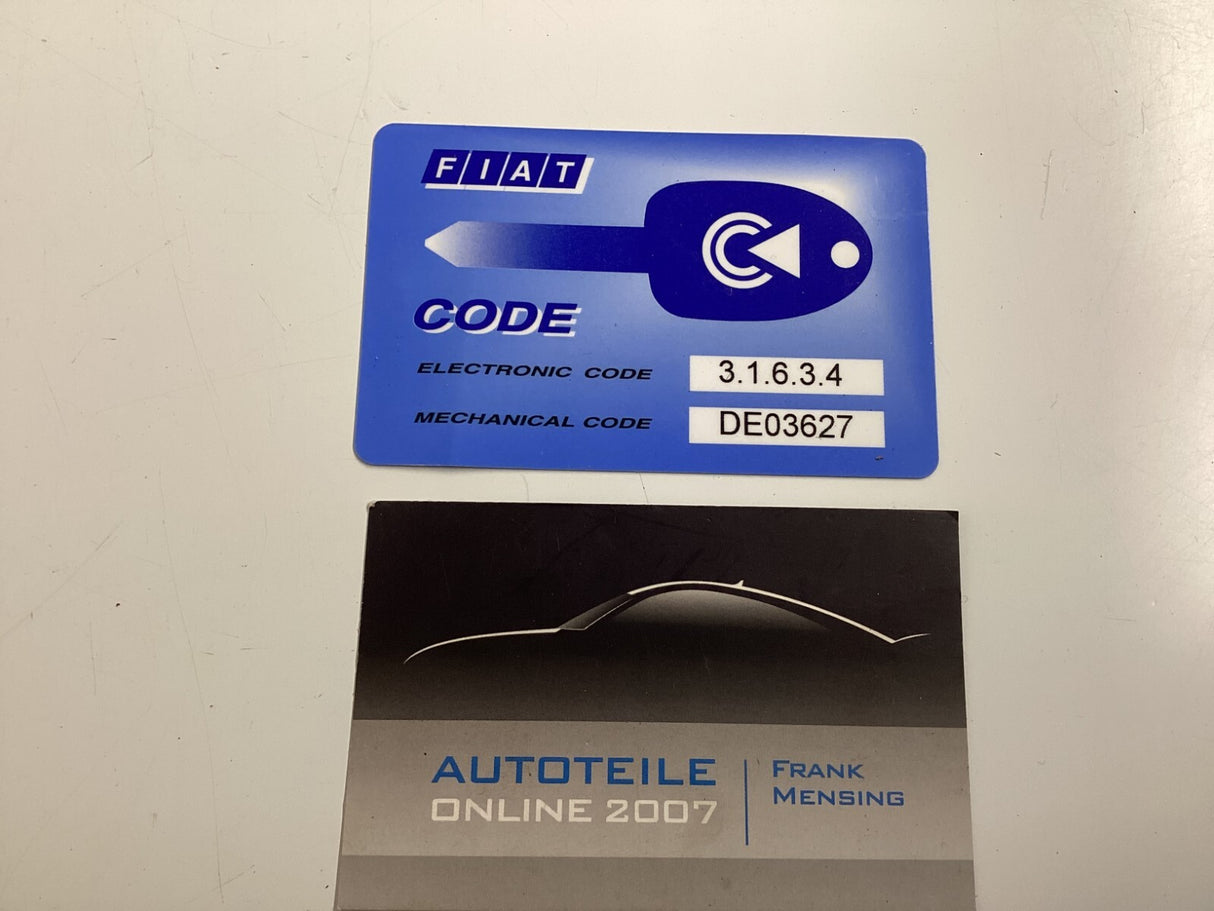 FIAT
CODE
ELECTRONIC CODE 3.1.6.3.4
MECHANICAL CODE DE03627
AUTOTEILE
ONLINE 2007
FRANK
MENSING